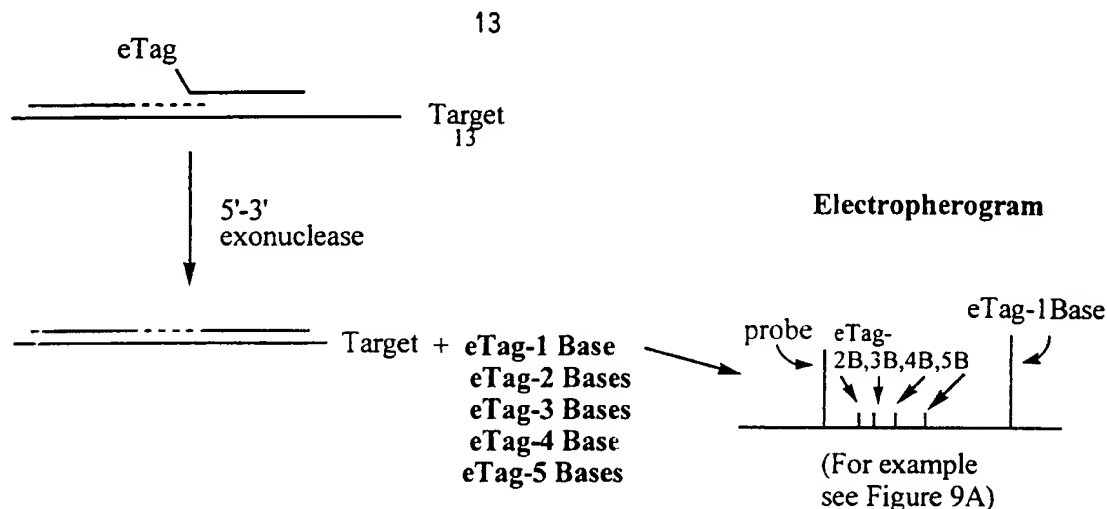 13
eTag
Target
13
5'-3'
exonuclease
Electropherogram
Target + eTag-1 Base
eTag-2 Bases
eTag-3 Bases
eTag-4 Base
eTag-5 Bases
probe
eTag-
2B,3B,4B,5B
eTag-1Base
(For example
see Figure 9A)